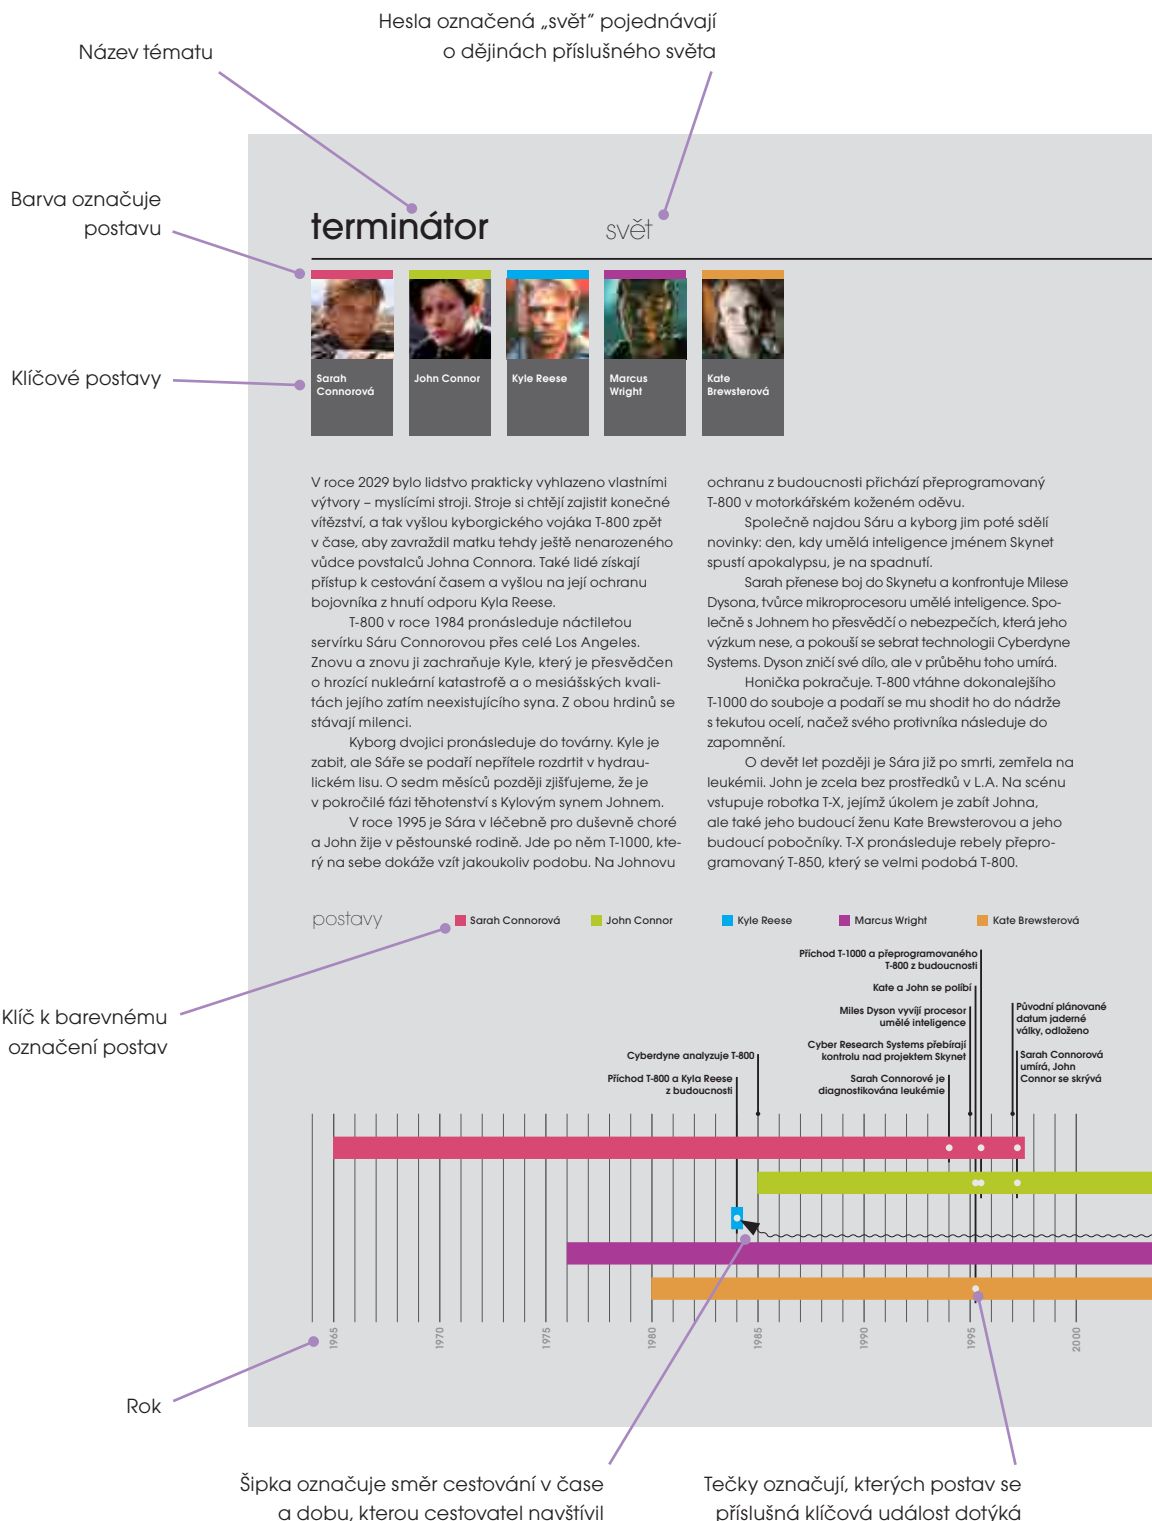 Hesla označená „svět“ pojednávají
o dějinách příslušného světa
Název tématu
Barva označuje
postavu
terminátor
svět
Klíčové postavy
Sarah
Connorová
John Connor
Kyle Reese
Marcus
Wright
Kate
Brewsterová
V roce 2029 bylo lidstvo prakticky vyhlazeno vlastními
výtvory – myslícími stroji. Stroje si chtějí zajistit konečné
vítězství, a tak vyšlou kyborgického vojáka T-800 zpět
v čase, aby zavraždil matku tehdy ještě nenarozeného
vůdce povstalců Johna Connora. Také lidé získají
přístup k cestování časem a vyšlou na její ochranu
bojovníka z hnutí odporu Kyla Reese.
T-800 v roce 1984 pronásleduje náctiletou
servírku Sáru Connorovou přes celé Los Angeles.
Znovu a znovu ji zachraňuje Kyle, který je přesvědčen
o hrozící nukleární katastrofě a o mesiášských kvali-
tách jejího zatím neexistujícího syna. Z obou hrdinů se
stávají milenci.
Kyborg dvojici pronásleduje do továrny. Kyle je
zabit, ale Sáře se podaří nepřítele rozdrtit v hydrau-
lickém lisu. O sedm měsíců později zjišťujeme, že je
v pokročilé fázi těhotenství s Kylovým synem Johnem.
V roce 1995 je Sára v léčebně pro duševně choré
a John žije v pěstounské rodině. Jde po něm T-1000, kte-
rý na sebe dokáže vzít jakoukoliv podobu. Na Johnovu
ochranu z budoucnosti přichází přeprogramovaný
T-800 v motorkářském koženém oděvu.
Společně najdou Sáru a kyborg jim poté sdělí
novinky: den, kdy umělá inteligence jménem Skynet
spustí apokalypsu, je na spadnutí.
Sarah přenese boj do Skynetu a konfrontuje Milese
Dysona, tvůrce mikroprocesoru umělé inteligence. Spo-
lečně s Johnem ho přesvědčí o nebezpečích, která jeho
výzkum nese, a pokouší se sebrat technologii Cyberdyne
Systems. Dyson zničí své dílo, ale v průběhu toho umírá.
Honička pokračuje. T-800 vtáhne dokonalejšího
T-1000 do souboje a podaří se mu shodit ho do nádrže
s tekutou ocelí, načež svého protivníka následuje do
zapomnění.
O devět let později je Sára již po smrti, zemřela na
leukémii. John je zcela bez prostředků v L.A. Na scénu
vstupuje robotka T-X, jejímž úkolem je zabít Johna,
ale také jeho budoucí ženu Kate Brewsterovou a jeho
budoucí pobočníky. T-X pronásleduje rebely přepro-
gramovaný T-850, který se velmi podobá T-800.
postavy
Sarah Connorová
John Connor
Kyle Reese
Marcus Wright
Kate Brewsterová
Klíč k barevnému
označení postav
Příchod T-1000 a přeprogramovaného
T-800 z budoucnosti
Kate a John se políbí
Miles Dyson vyvíjí procesor
umělé inteligence
Cyber Research Systems přebírají
kontrolu nad projektem Skynet
Sarah Connorové je
diagnostikována leukémie
Cyberdyne analyzuje T-800
Příchod T-800 a Kyla Reese
z budoucnosti
Původní plánované
datum jaderné
války, odloženo
Sarah Connorová
umírá, John
Connor se skrývá
1965
1970
1975
1980
1985
1990
1995
2000
Rok
Šipka označuje směr cestování v čase
a dobu, kterou cestovatel navštívil
Tečky označují, kterých postav se
příslušná klíčová událost dotýká